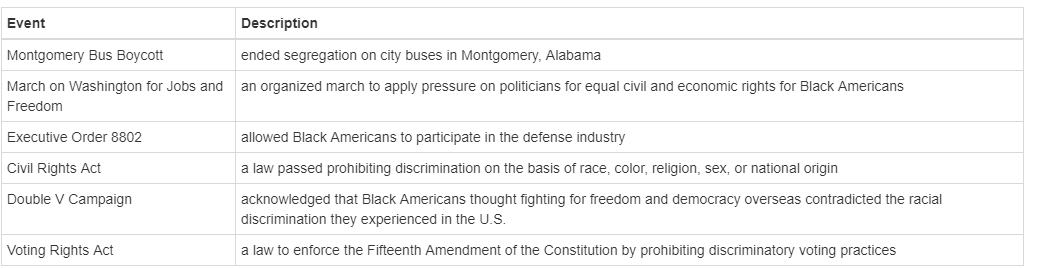 Event Description
Montgomery Bus Boycott ended segregation on city buses in Montgomery, Alabama
March on Washington for Jobs and an organized march to apply pressure on politicians for equal civil and economic rights for Black Americans
Freedom
Executive Order 8802 allowed Black Americans to participate in the defense industry
Civil Rights Act a law passed prohibiting discrimination on the basis of race, color, religion, sex, or national origin
Double V Campaign acknowledged that Black Americans thought fighting for freedom and democracy overseas contradicted the racial
discrimination they experienced in the U.S.
Voting Rights Act a law to enforce the Fifteenth Amendment of the Constitution by prohibiting discriminatory voting practices